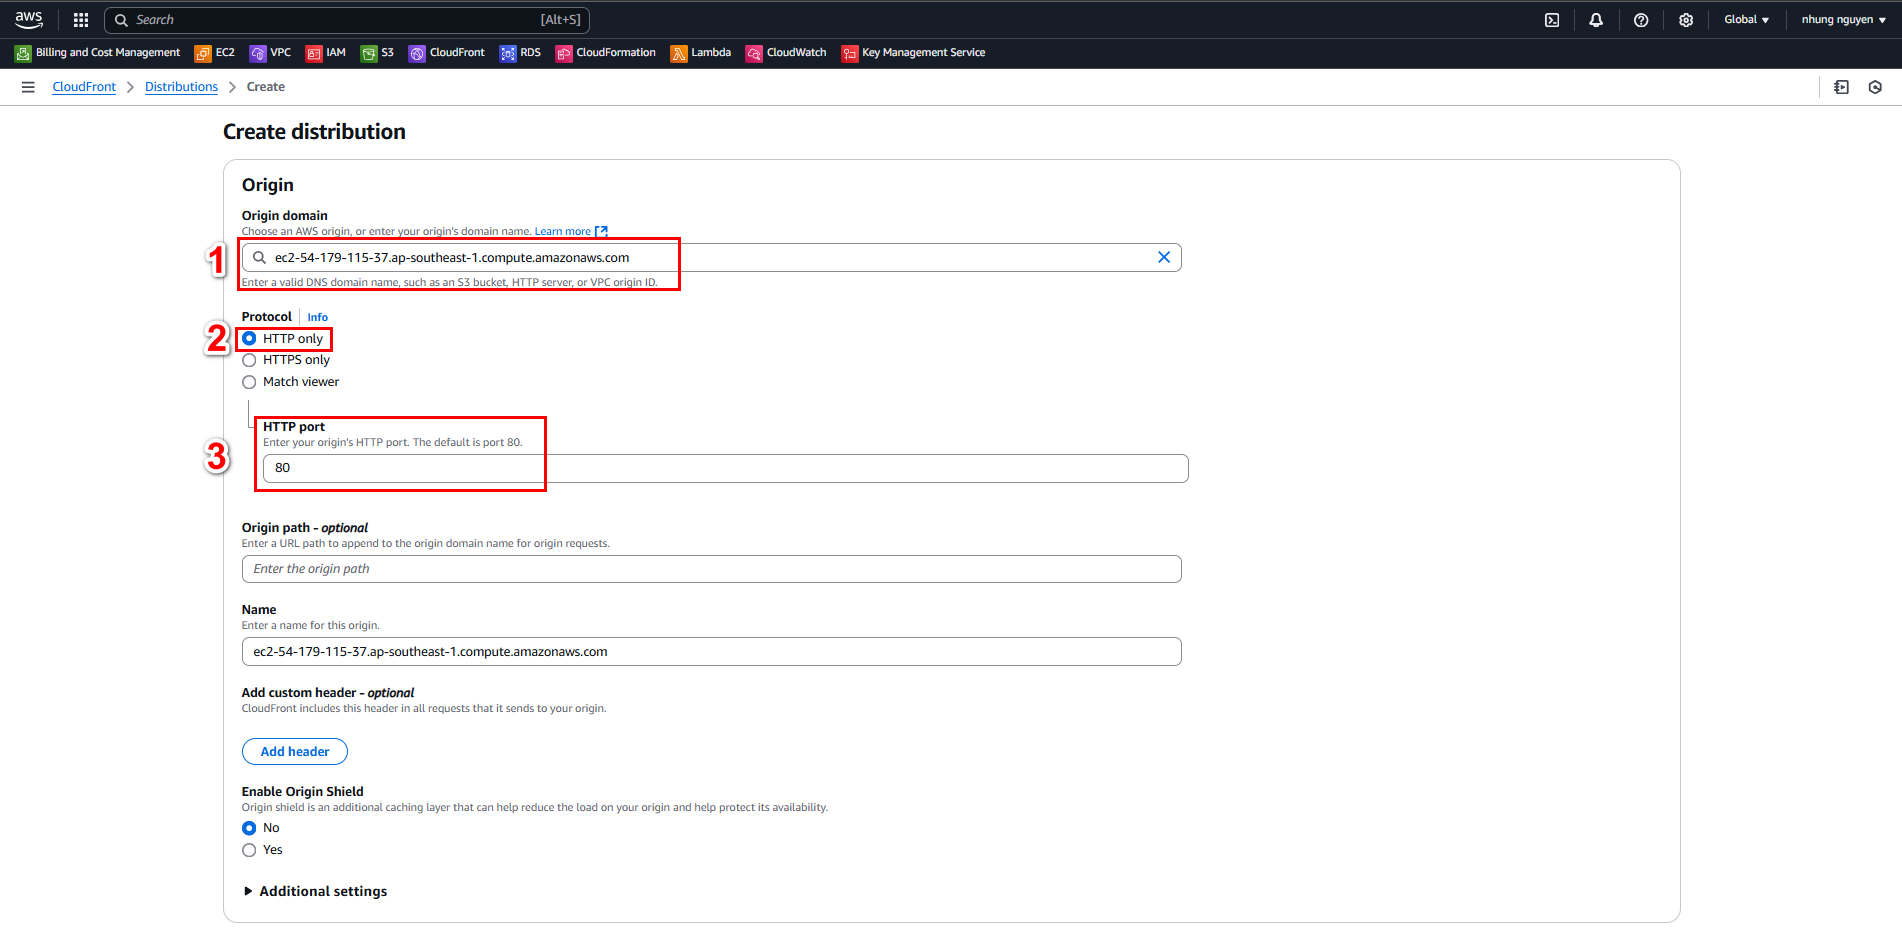 aws
Search [Alt+S]
Global nhung nguyen
Billing and Cost Management EC2 VPC IAM S3 CloudFront RDS CloudFormation Lambda CloudWatch Key Management Service
CloudFront Distributions Create
Create distribution
Origin
Origin domain
Choose an AWS origin, or enter your origin's domain name. Learn more
1
ec2-54-179-115-37.ap-southeast-1.compute.amazonaws.com
Enter a valid DNS domain name, such as an S3 bucket, HTTP server, or VPC origin ID.
Protocol Info
2
HTTP only
HTTPS only
Match viewer
HTTP port
Enter your origin's HTTP port. The default is port 80.
3
80
Origin path - optional
Enter a URL path to append to the origin domain name for origin requests.
Enter the origin path
Name
Enter a name for this origin.
ec2-54-179-115-37.ap-southeast-1.compute.amazonaws.com
Add custom header - optional
CloudFront includes this header in all requests that it sends to your origin.
Add header
Enable Origin Shield
Origin shield is an additional caching layer that can help reduce the load on your origin and help protect its availability.
No
Yes
Additional settings